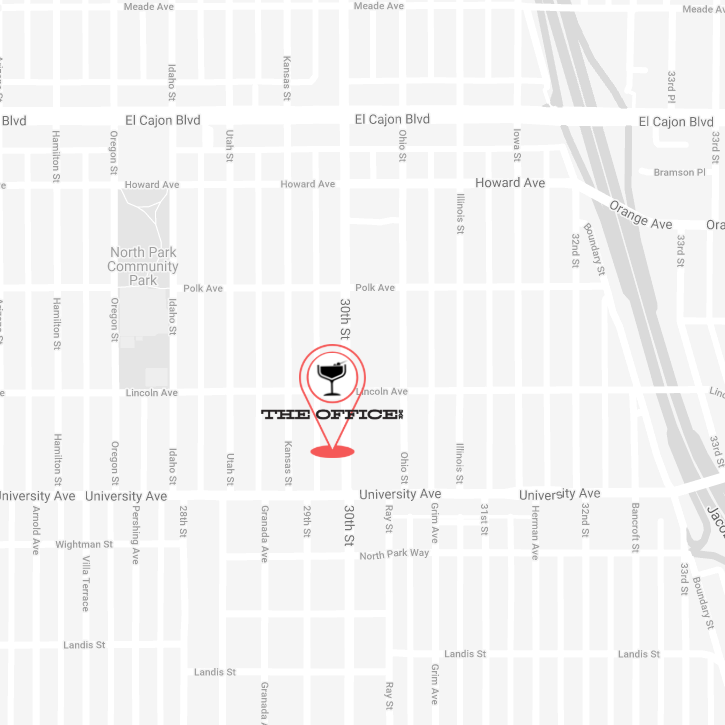 Meade Ave
Meade Ave
Meade Av
Idaho St
Kansas St
33rd Pl
Blvd
El Cajon Blvd
El Cajon Blvd
El Cajon Blvd
Hamilton St
Oregon St
Utah St
Ohio St
Iowa St
33rd St
Bramson Pl
Howard Ave
Howard Ave
Howard Ave
Illinois St
Orange Ave
Ora
32nd St
Boundary St
33rd St
North Park
Community
Park
Polk Ave
Polk Ave
Hamilton St
Oregon St
Idaho St
30th St
Lincoln Ave
Lincoln Ave
Linc
THE OFFICE
Hamilton St
Oregon St
Idaho St
Utah St
Kansas St
Ohio St
Illinois St
33rd St
University Ave
University Ave
University Ave
University Ave
Arnold Ave
Pershing Ave
28th St
Granada Ave
29th St
30th St
Ray St
Grim Ave
31st St
Herman Ave
32nd St
Bancroft St
Jaco
Wightman St
North Park Way
Villa Terrace
33rd St
Boundary St
Landis St
Landis St
Landis St
Landis St
Granada A
Ray St
Grim Ave